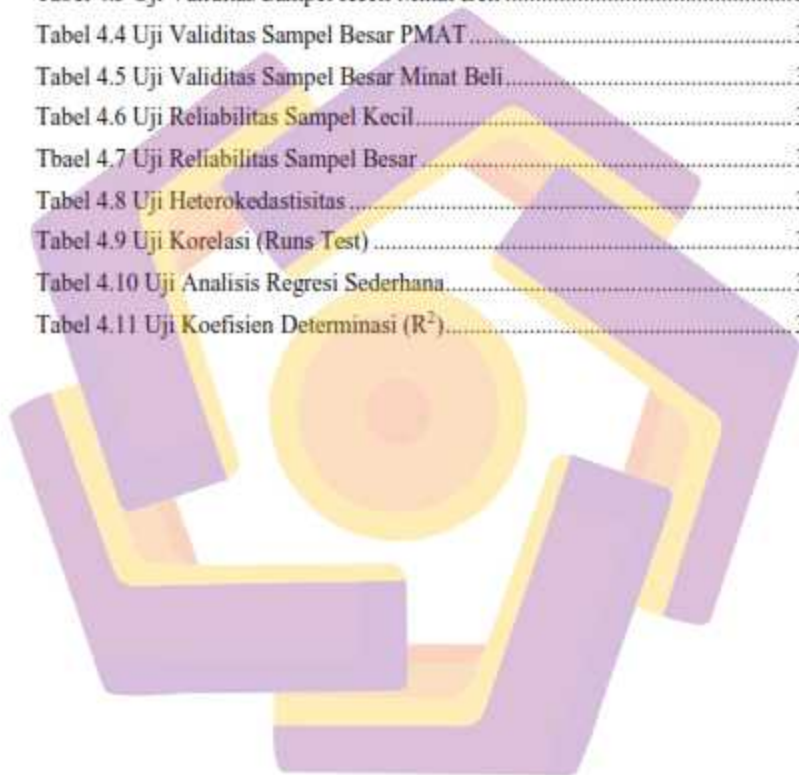 Tabel 4.4 Uji Validitas Sampel Besar PMAT
Tabel 4.5 Uji Validitas Sampel Besar Minat Beli
Tabel 4.6 Uji Reliabilitas Sampel Kecil
Tbael 4.7 Uji Reliabilitas Sampel Besar
Tabel 4.8 Uji Heterokedastisitas
Tabel 4.9 Uji Korelasi (Runs Test)
Tabel 4.10 Uji Analisis Regresi Sederhana
Tabel 4.11 Uji Koefisien Determinasi (R²)